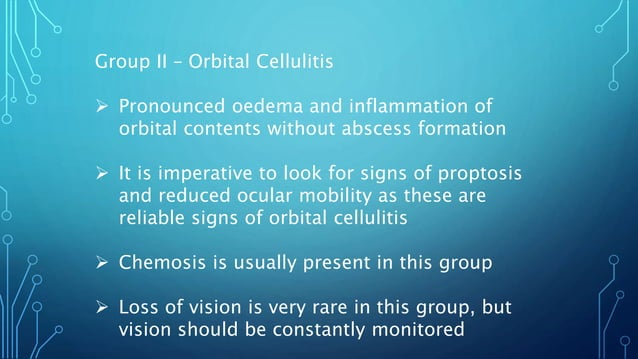 Group II – Orbital Cellulitis
➢ Pronounced oedema and inflammation of
orbital contents without abscess formation
➢ It is imperative to look for signs of proptosis
and reduced ocular mobility as these are
reliable signs of orbital cellulitis
➢ Chemosis is usually present in this group
➢ Loss of vision is very rare in this group, but
vision should be constantly monitored